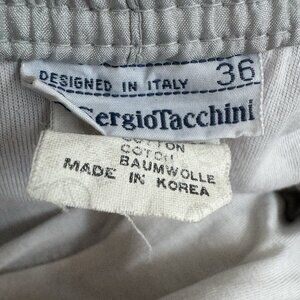 DESIGNED IN ITALY 36
SergioTacchini
COTTON
COTON
BAUMWOLLE
MADE IN KOREA